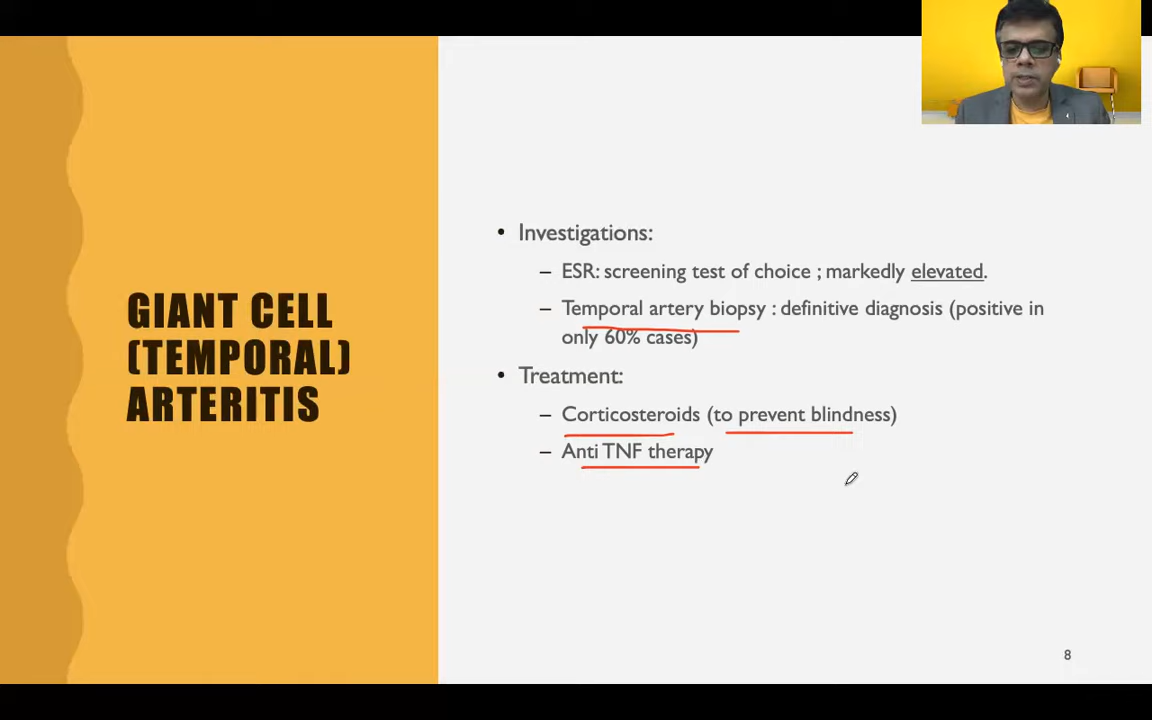 GIANT CELL
(TEMPORAL)
ARTERITIS
• Investigations:
– ESR: screening test of choice ; markedly elevated.
– Temporal artery biopsy : definitive diagnosis (positive in
only 60% cases)
• Treatment:
– Corticosteroids (to prevent blindness)
– Anti TNF therapy
8